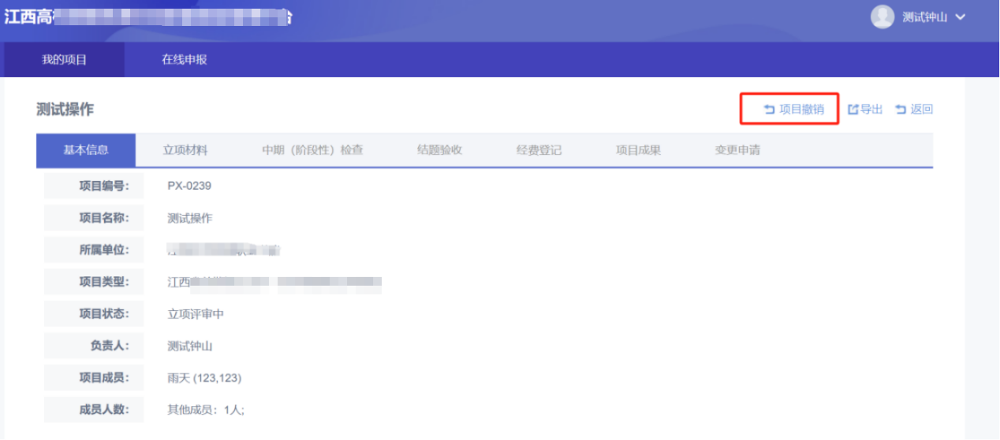 江西高
测试钟山
我的项目 在线申报
测试操作 项目撤销 导出 返回
基本信息 立项材料 中期（阶段性）检查 结题验收 经费登记 项目成果 变更申请
项目编号： PX-0239
项目名称： 测试操作
所属单位：
项目类型： 江西
项目状态： 立项评审中
负责人： 测试钟山
项目成员： 雨天 (123,123)
成员人数： 其他成员：1人;